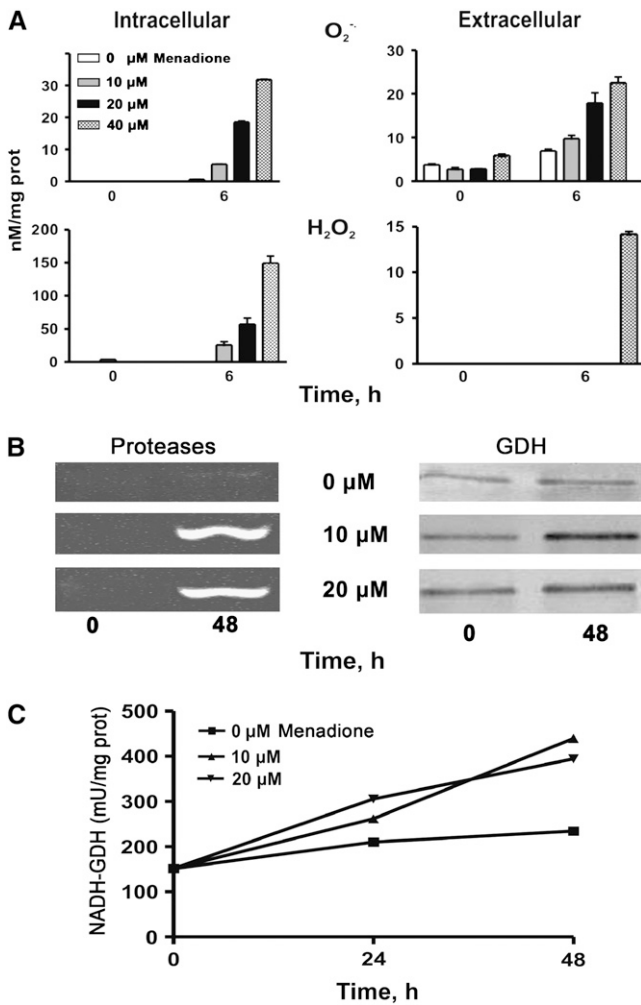 A
Intracellular
Extracellular
O₂⁻·
0 µM Menadione
10 µM
20 µM
40 µM
30
20
10
0
0
6
30
20
10
0
0
6
nM/mg prot
H₂O₂
200
150
100
50
0
0
6
15
10
5
0
0
6
Time, h
B
Proteases
GDH
0 µM
10 µM
20 µM
0
48
0
48
Time, h
C
0 µM Menadione
10 µM
20 µM
NADH-GDH (mU/mg prot)
500
400
300
200
100
0
0
24
48
Time, h